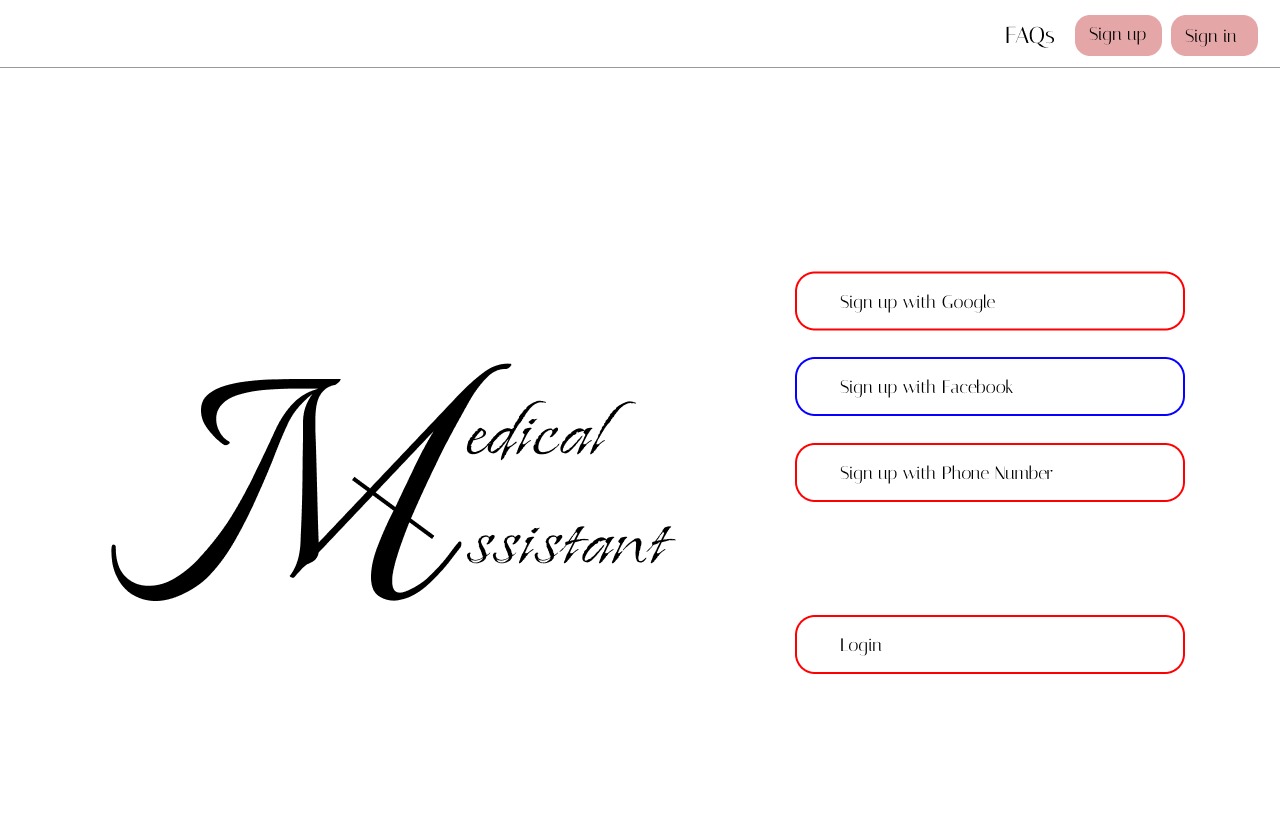 FAQs Sign up Sign in
Sign up with Google
Sign up with Facebook
Sign up with Phone Number
Login
Medical
Assistant